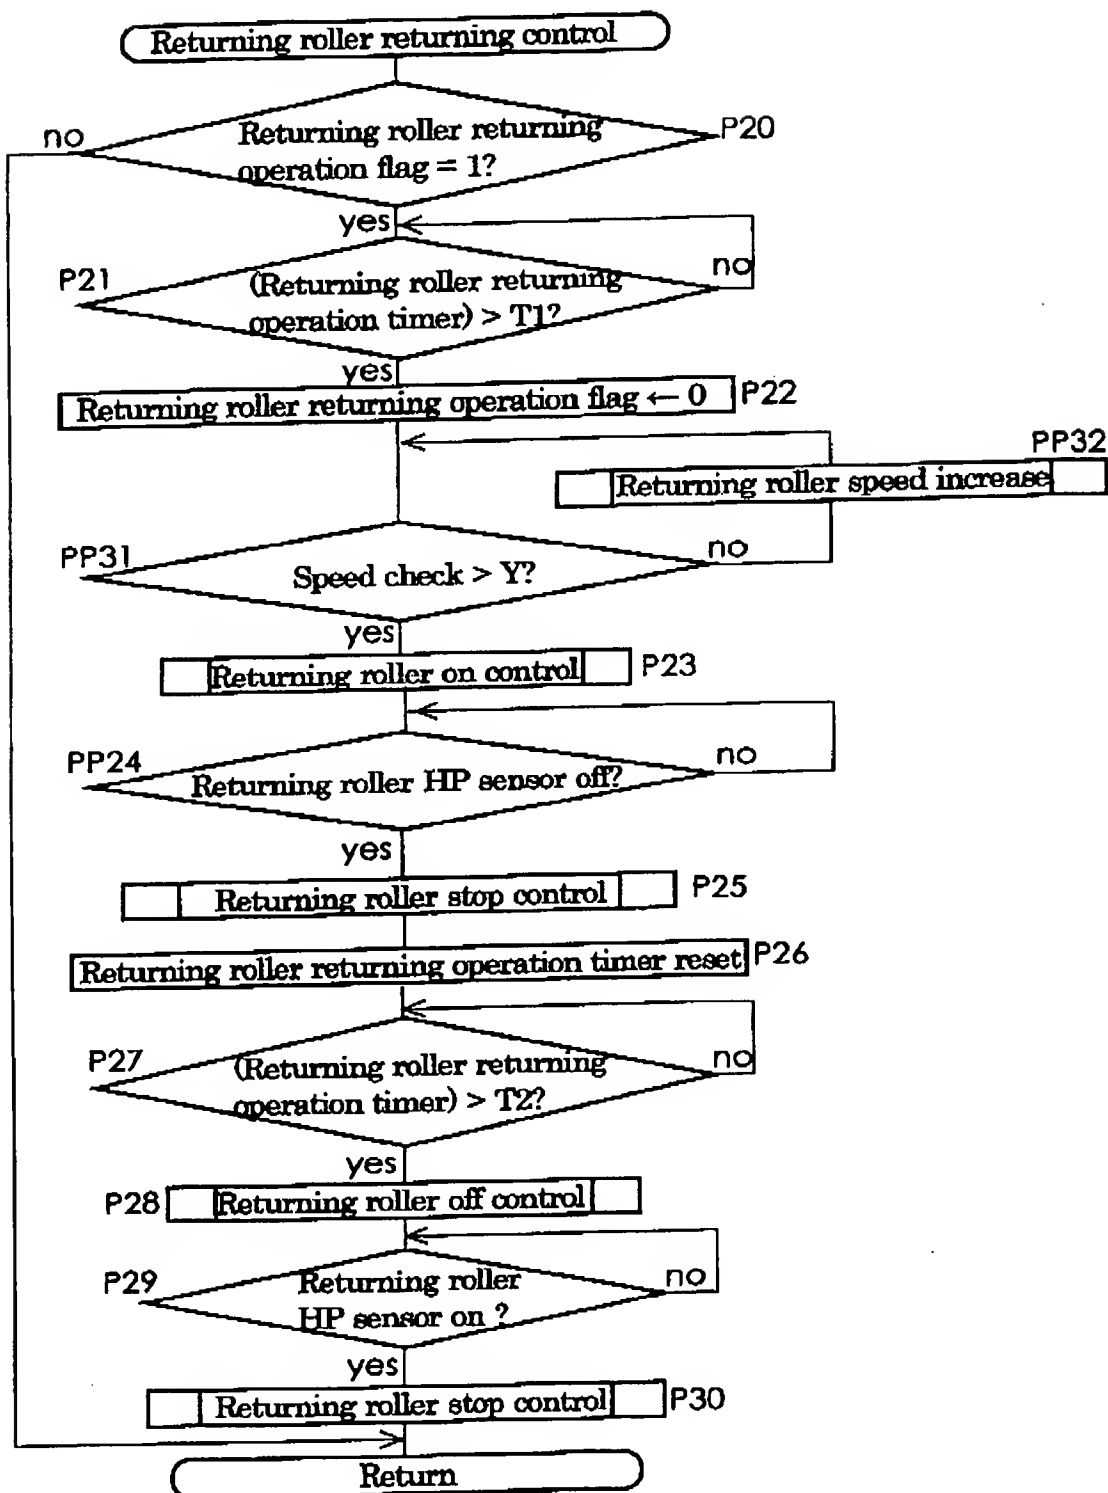 Returning roller returning control
no
Returning roller returning
operation flag = 1?
P20
yes
P21
(Returning roller returning
operation timer) > T1?
no
yes
Returning roller returning operation flag ← 0
P22
PP32
Returning roller speed increase
PP31
Speed check > Y?
no
yes
Returning roller on control
P23
PP24
Returning roller HP sensor off?
no
yes
Returning roller stop control
P25
Returning roller returning operation timer reset
P26
P27
(Returning roller returning
operation timer) > T2?
no
yes
P28
Returning roller off control
P29
Returning roller
HP sensor on ?
no
yes
Returning roller stop control
P30
Return